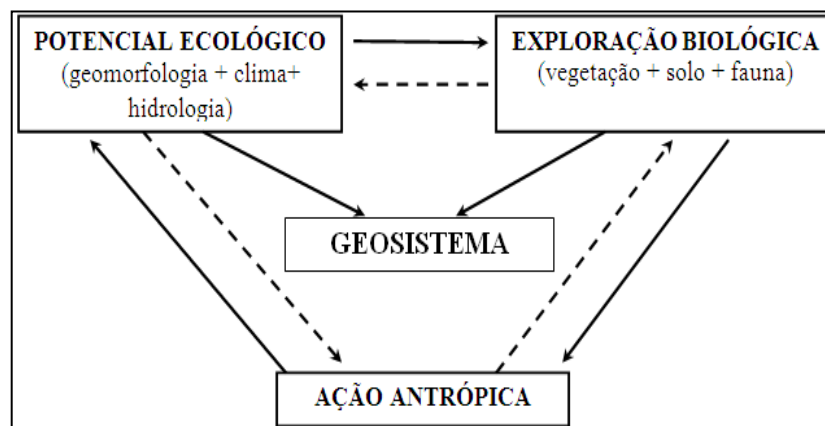 POTENCIAL ECOLÓGICO
(geomorfologia + clima+
hidrologia)
EXPLORAÇÃO BIOLÓGICA
(vegetação + solo + fauna)
GEOSISTEMA
AÇÃO ANTRÓPICA